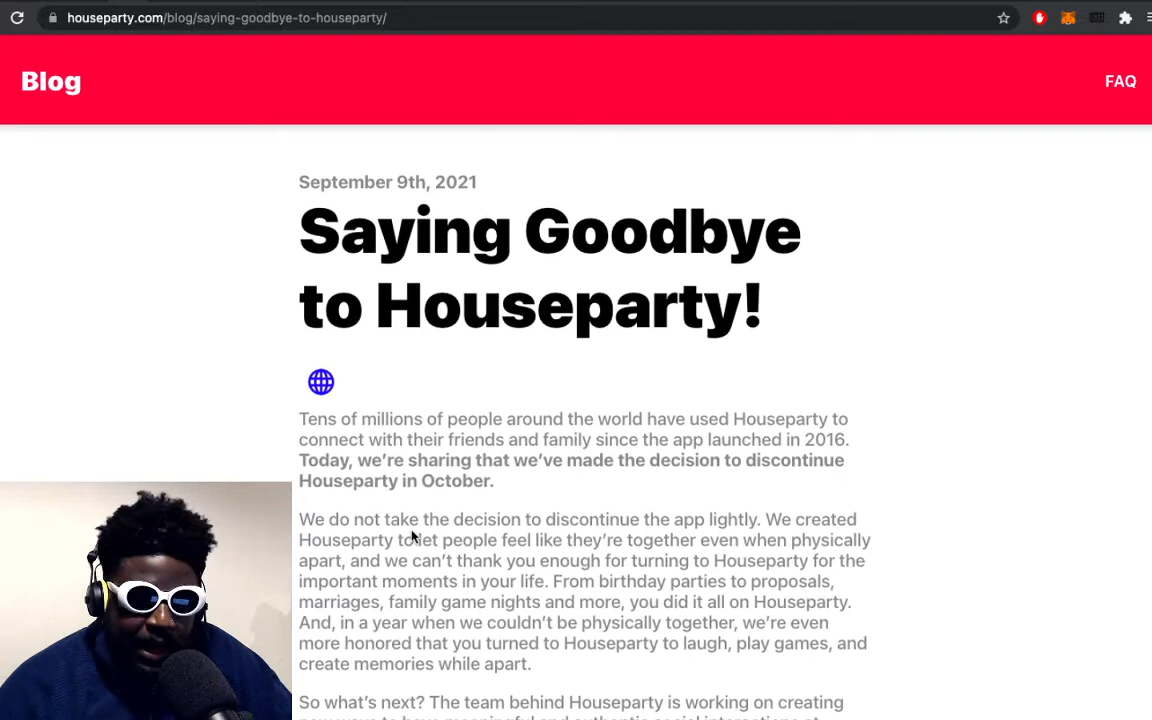 houseparty.com/blog/saying-goodbye-to-houseparty/
Blog
FAQ
September 9th, 2021
Saying Goodbye
to Houseparty!
Tens of millions of people around the world have used Houseparty to
connect with their friends and family since the app launched in 2016.
Today, we’re sharing that we’ve made the decision to discontinue
Houseparty in October.
We do not take the decision to discontinue the app lightly. We created
Houseparty to let people feel like they’re together even when physically
apart, and we can’t thank you enough for turning to Houseparty for the
important moments in your life. From birthday parties to proposals,
marriages, family game nights and more, you did it all on Houseparty.
And, in a year when we couldn’t be physically together, we’re even
more honored that you turned to Houseparty to laugh, play games, and
create memories while apart.
So what’s next? The team behind Houseparty is working on creating